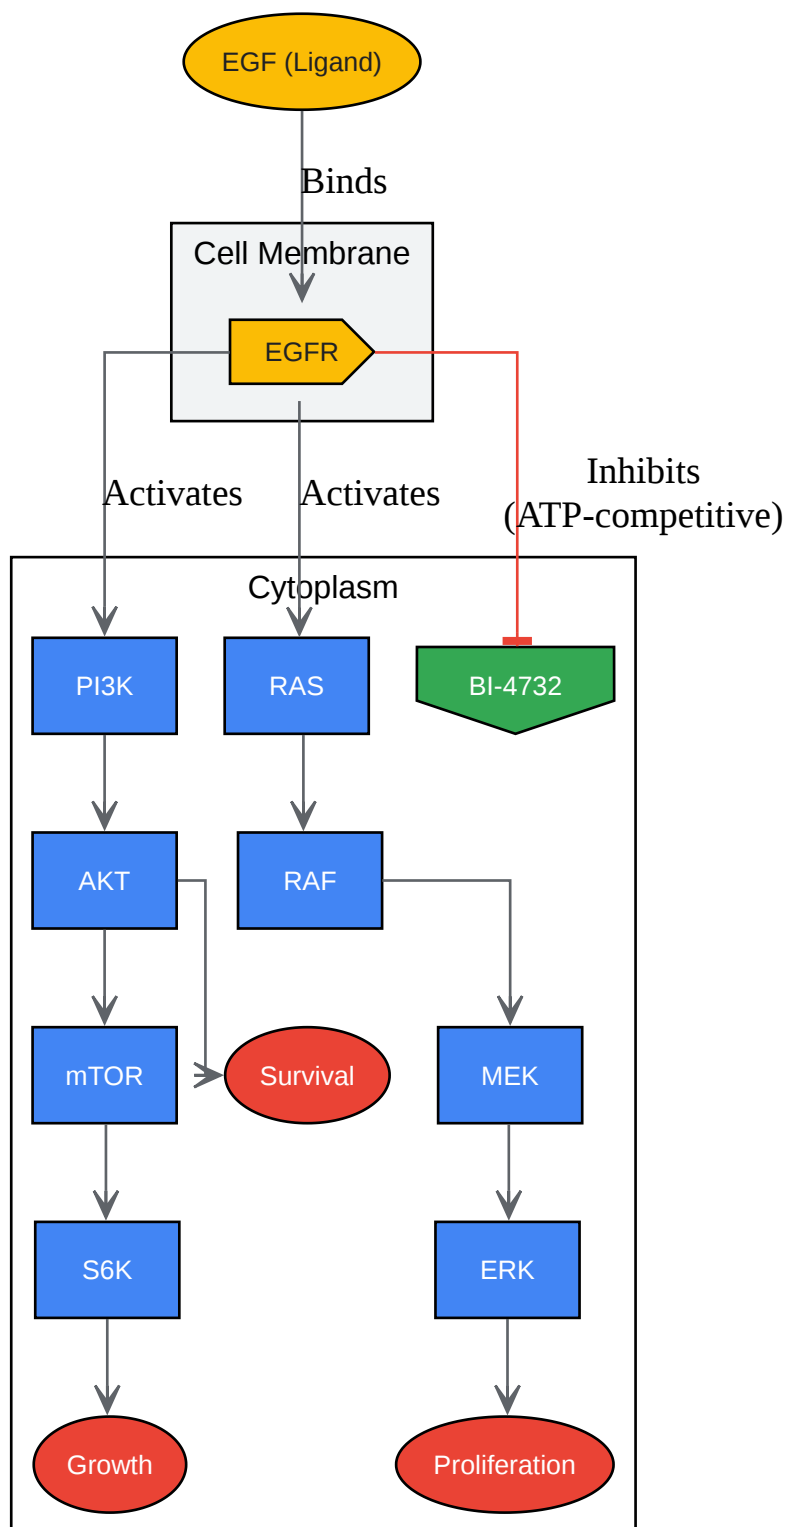 EGF (Ligand)
Binds
Cell Membrane
EGFR
Activates
Activates
Inhibits
(ATP-competitive)
Cytoplasm
PI3K
RAS
BI-4732
AKT
RAF
mTOR
Survival
MEK
S6K
ERK
Growth
Proliferation